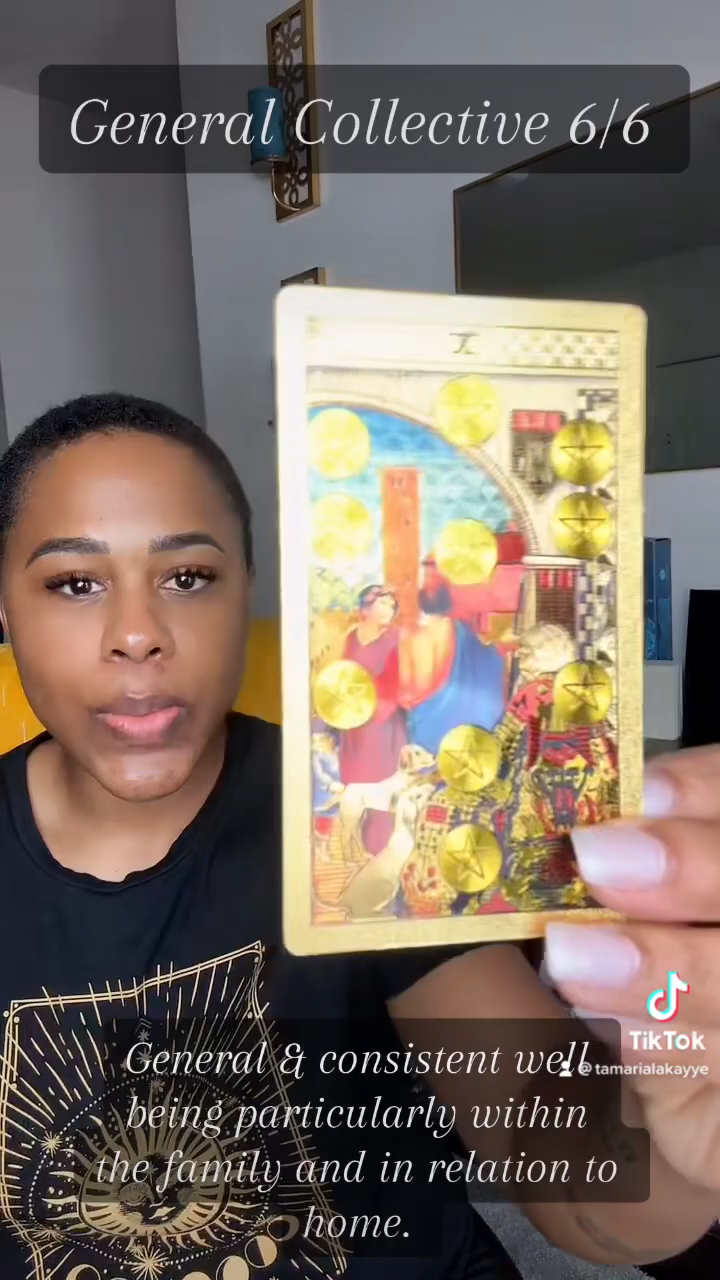 General Collective 6/6
X
TikTok
@tamarialakayye
General & consistent well
being particularly within
the family and in relation to
home.